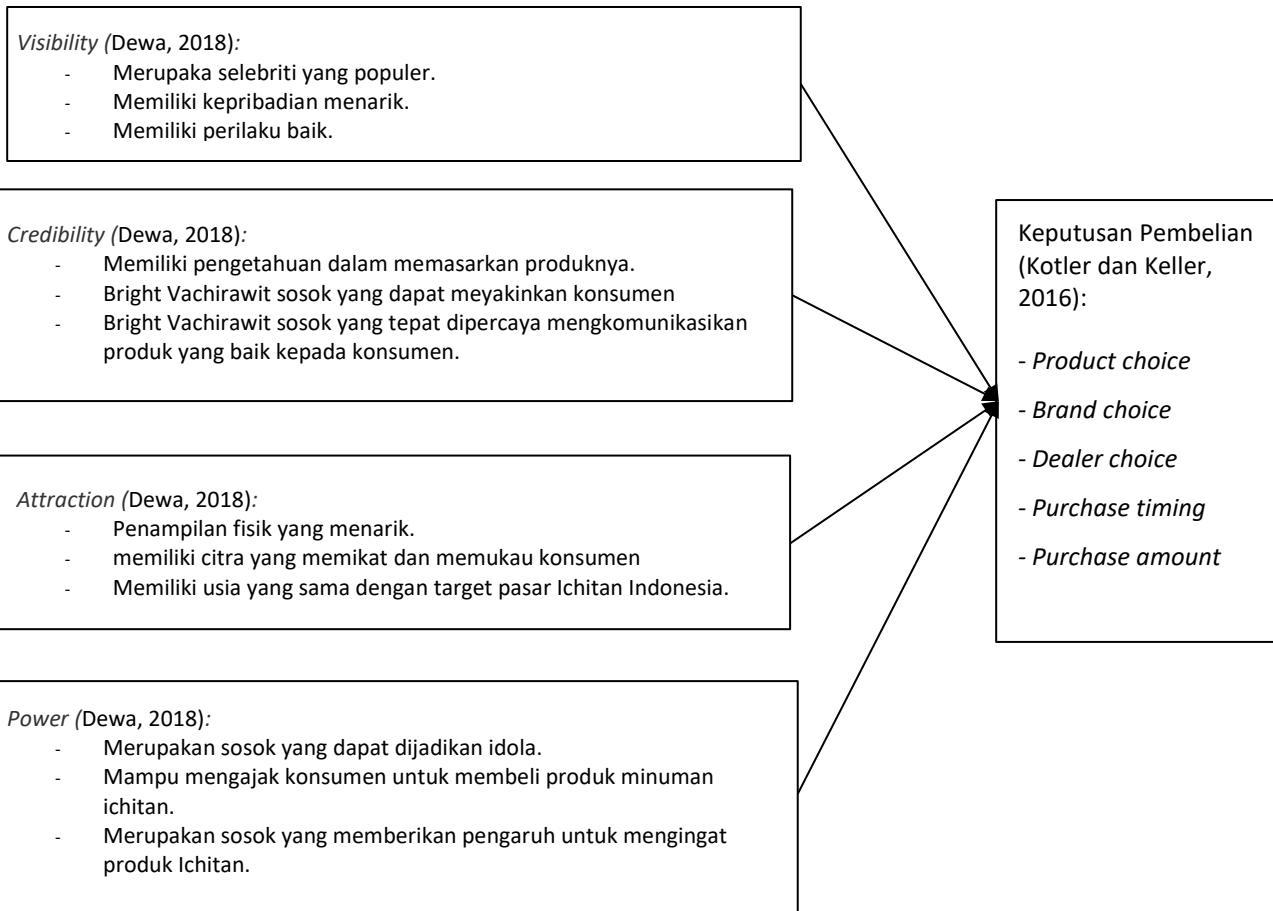 Visibility (Dewa, 2018):
- Merupaka selebriti yang populer.
- Memiliki kepribadian menarik.
- Memiliki perilaku baik.
Credibility (Dewa, 2018):
- Memiliki pengetahuan dalam memasarkan produknya.
- Bright Vachirawit sosok yang dapat meyakinkan konsumen
- Bright Vachirawit sosok yang tepat dipercaya mengkomunikasikan
produk yang baik kepada konsumen.
Attraction (Dewa, 2018):
- Penampilan fisik yang menarik.
- memiliki citra yang memikat dan memukau konsumen
- Memiliki usia yang sama dengan target pasar Ichitan Indonesia.
Power (Dewa, 2018):
- Merupakan sosok yang dapat dijadikan idola.
- Mampu mengajak konsumen untuk membeli produk minuman
ichitan.
- Merupakan sosok yang memberikan pengaruh untuk mengingat
produk Ichitan.
Keputusan Pembelian
(Kotler dan Keller,
2016):
- Product choice
- Brand choice
- Dealer choice
- Purchase timing
- Purchase amount